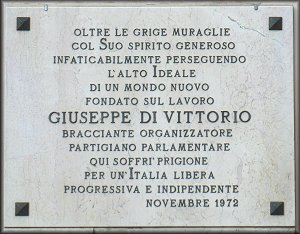 OLTRE LE GRIGE MURAGLIE
COL SUO SPIRITO GENEROSO
INFATICABILMENTE PERSEGUENDO
L'ALTO IDEALE
DI UN MONDO NUOVO
FONDATO SUL LAVORO
GIUSEPPE DI VITTORIO
BRACCIANTE ORGANIZZATORE
PARTIGIANO PARLAMENTARE
QUI SOFFRI' PRIGIONE
PER UN'ITALIA LIBERA
PROGRESSIVA E INDIPENDENTE
NOVEMBRE 1972